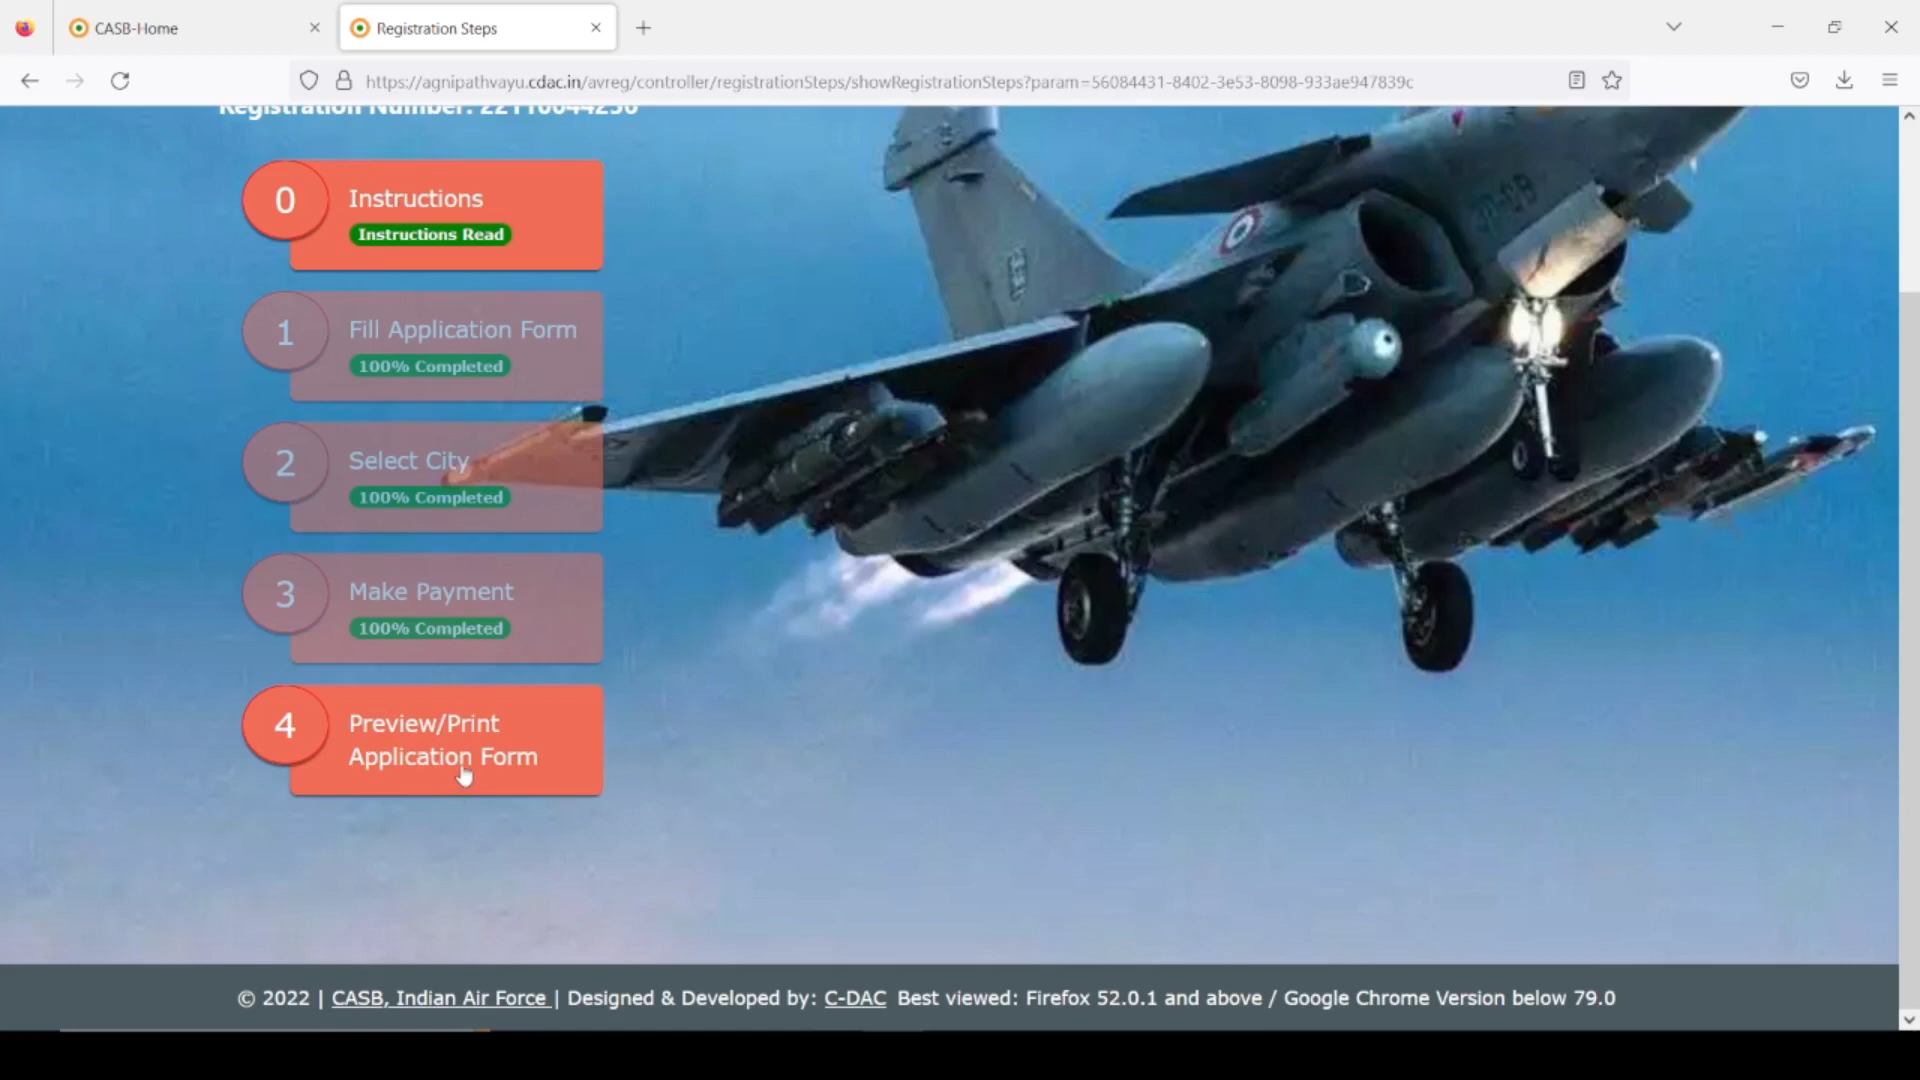 CASB-Home
Registration Steps
https://agnipathvayu.cdac.in/avreg/controller/registrationSteps/showRegistrationSteps?param=56084431-8402-3e53-8098-933ae947839c
Registration Number: 22110044250
0
Instructions
Instructions Read
1
Fill Application Form
100% Completed
2
Select City
100% Completed
3
Make Payment
100% Completed
4
Preview/Print
Application Form
© 2022 | CASB, Indian Air Force | Designed & Developed by: C-DAC Best viewed: Firefox 52.0.1 and above / Google Chrome Version below 79.0